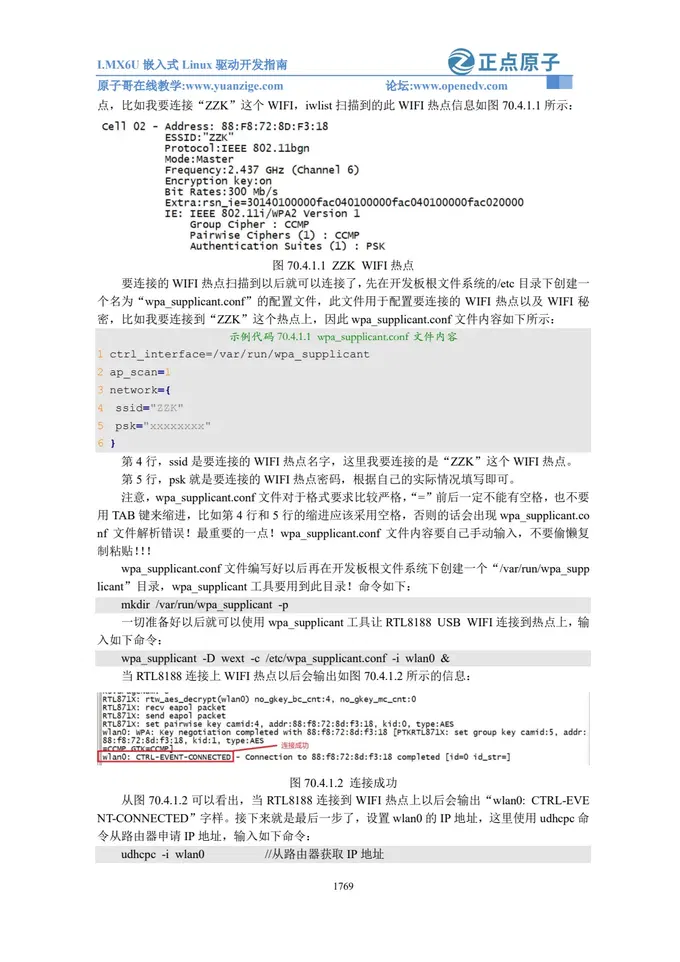 I.MX6U 嵌入式 Linux 驱动开发指南
正点原子
原子哥在线教学:www.yuanzige.com 论坛:www.openedv.com
点，比如我要连接“ZZK”这个 WIFI，iwlist 扫描到的此 WIFI 热点信息如图 70.4.1.1 所示：
Cell 02 - Address: 88:F8:72:8D:F3:18
ESSID:"ZZK"
Protocol:IEEE 802.11bgn
Mode:Master
Frequency:2.437 GHz (Channel 6)
Encryption key:on
Bit Rates:300 Mb/s
Extra:rsn_ie=30140100000fac040100000fac040100000fac020000
IE: IEEE 802.11i/WPA2 Version 1
Group Cipher : CCMP
Pairwise Ciphers (1) : CCMP
Authentication Suites (1) : PSK
图 70.4.1.1 ZZK WIFI 热点
要连接的 WIFI 热点扫描到以后就可以连接了，先在开发板根文件系统的/etc 目录下创建一
个名为“wpa_supplicant.conf”的配置文件，此文件用于配置要连接的 WIFI 热点以及 WIFI 秘
密，比如我要连接到“ZZK”这个热点上，因此 wpa_supplicant.conf 文件内容如下所示：
示例代码 70.4.1.1 wpa_supplicant.conf 文件内容
1 ctrl_interface=/var/run/wpa_supplicant
2 ap_scan=1
3 network={
4 ssid="ZZK"
5 psk="xxxxxxxx"
6 }
第 4 行，ssid 是要连接的 WIFI 热点名字，这里我要连接的是“ZZK”这个 WIFI 热点。
第 5 行，psk 就是要连接的 WIFI 热点密码，根据自己的实际情况填写即可。
注意，wpa_supplicant.conf 文件对于格式要求比较严格，“=”前后一定不能有空格，也不要
用 TAB 键来缩进，比如第 4 行和 5 行的缩进应该采用空格，否则的话会出现 wpa_supplicant.co
nf 文件解析错误！最重要的一点！wpa_supplicant.conf 文件内容要自己手动输入，不要偷懒复
制粘贴！！！
wpa_supplicant.conf 文件编写好以后再在开发板根文件系统下创建一个“/var/run/wpa_supp
licant”目录，wpa_supplicant 工具要用到此目录！命令如下：
mkdir /var/run/wpa_supplicant -p
一切准备好以后就可以使用 wpa_supplicant 工具让 RTL8188 USB WIFI 连接到热点上，输
入如下命令：
wpa_supplicant -D wext -c /etc/wpa_supplicant.conf -i wlan0 &
当 RTL8188 连接上 WIFI 热点以后会输出如图 70.4.1.2 所示的信息：
RTL871X: rtw_aes_decrypt(wlan0) no_gkey_bc_cnt:4, no_gkey_mc_cnt:0
RTL871X: recv eapol packet
RTL871X: send eapol packet
RTL871X: set pairwise key camid:4, addr:88:f8:72:8d:f3:18, kid:0, type:AES
wlan0: WPA: Key negotiation completed with 88:f8:72:8d:f3:18 [PTKRTL871X: set group key camid:5, addr:
88:f8:72:8d:f3:18, kid:1, type:AES
=CCMP GTK=CCMP]
连接成功
wlan0: CTRL-EVENT-CONNECTED - Connection to 88:f8:72:8d:f3:18 completed [id=0 id_str=]
图 70.4.1.2 连接成功
从图 70.4.1.2 可以看出，当 RTL8188 连接到 WIFI 热点上以后会输出“wlan0: CTRL-EVE
NT-CONNECTED”字样。接下来就是最后一步了，设置 wlan0 的 IP 地址，这里使用 udhcpc 命
令从路由器申请 IP 地址，输入如下命令：
udhcpc -i wlan0 //从路由器获取 IP 地址
1769